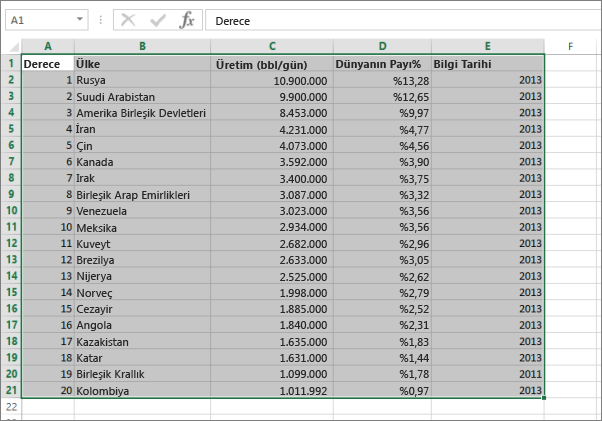 A1 fx Derece
A B C D E F
1 Derece Ülke Üretim (bbl/gün) Dünyanın Payı% Bilgi Tarihi
2 1 Rusya 10.900.000 %13,28 2013
3 2 Suudi Arabistan 9.900.000 %12,65 2013
4 3 Amerika Birleşik Devletleri 8.453.000 %9,97 2013
5 4 İran 4.231.000 %4,77 2013
6 5 Çin 4.073.000 %4,56 2013
7 6 Kanada 3.592.000 %3,90 2013
8 7 Irak 3.400.000 %3,75 2013
9 8 Birleşik Arap Emirlikleri 3.087.000 %3,32 2013
10 9 Venezuela 3.023.000 %3,56 2013
11 10 Meksika 2.934.000 %3,56 2013
12 11 Kuveyt 2.682.000 %2,96 2013
13 12 Brezilya 2.633.000 %3,05 2013
14 13 Nijerya 2.525.000 %2,62 2013
15 14 Norveç 1.998.000 %2,79 2013
16 15 Cezayir 1.885.000 %2,52 2013
17 16 Angola 1.840.000 %2,31 2013
18 17 Kazakistan 1.635.000 %1,83 2013
19 18 Katar 1.631.000 %1,44 2013
20 19 Birleşik Krallık 1.099.000 %1,78 2011
21 20 Kolombiya 1.011.992 %0,97 2013
22